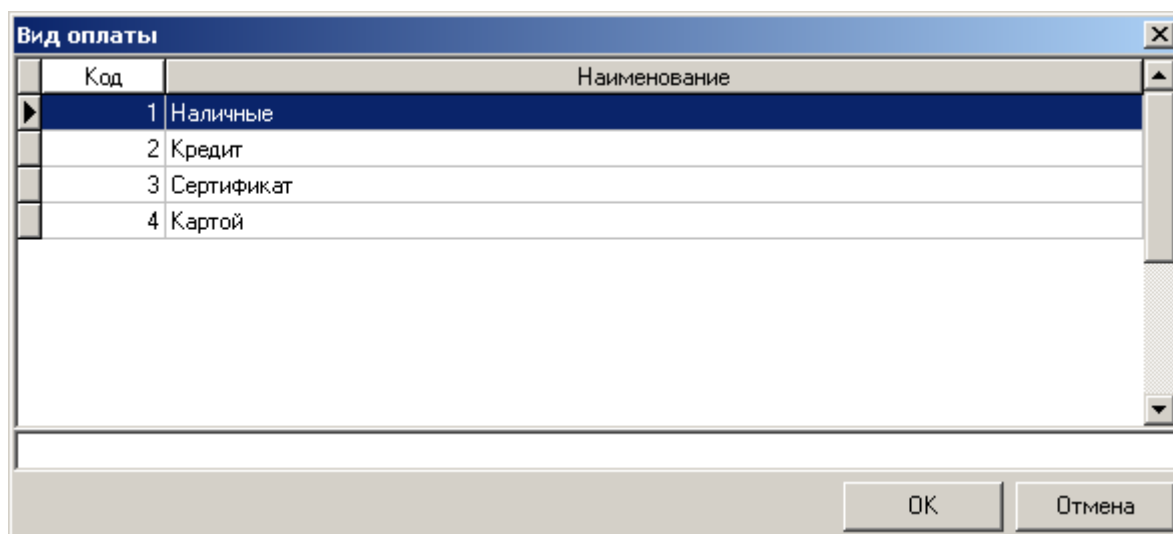 Вид оплаты
Код Наименование
1 Наличные
2 Кредит
3 Сертификат
4 Картой
OK Отмена